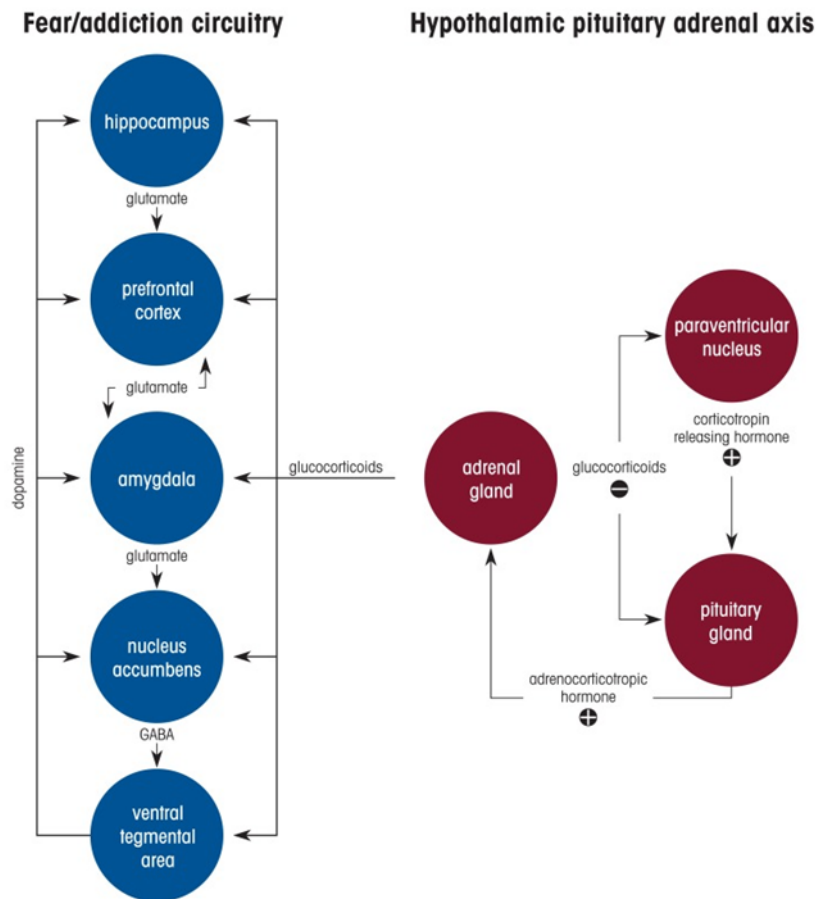 Fear/addiction circuitry
hippocampus
glutamate
prefrontal
cortex
glutamate
amygdala
glutamate
nucleus
accumbens
GABA
ventral
tegmental
area
dopamine
glucocorticoids
Hypothalamic pituitary adrenal axis
adrenal
gland
glucocorticoids
−
paraventricular
nucleus
corticotropin
releasing hormone
+
pituitary
gland
adrenocorticotropic
hormone
+